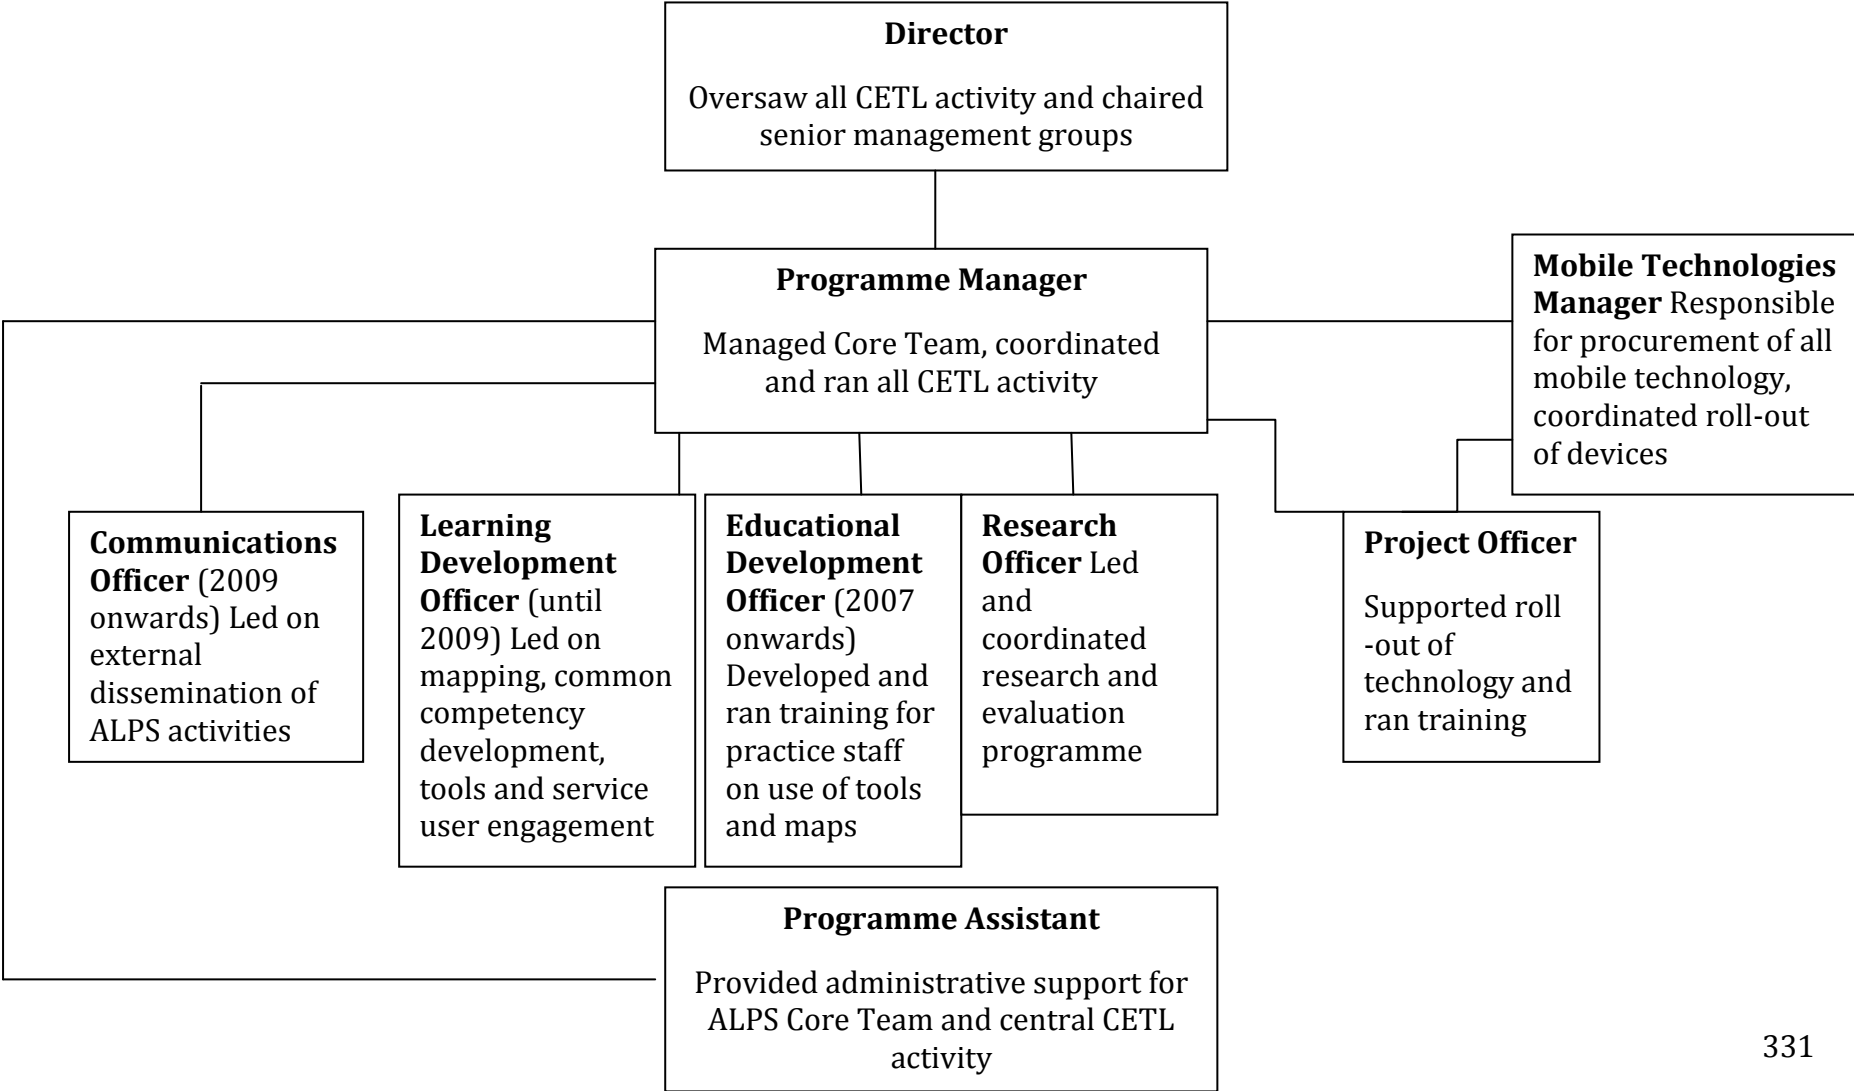 Director
Oversaw all CETL activity and chaired
senior management groups
Programme Manager
Managed Core Team, coordinated
and ran all CETL activity
Mobile Technologies
Manager Responsible
for procurement of all
mobile technology,
coordinated roll-out
of devices
Communications
Officer (2009
onwards) Led on
external
dissemination of
ALPS activities
Learning
Development
Officer (until
2009) Led on
mapping, common
competency
development,
tools and service
user engagement
Educational
Development
Officer (2007
onwards)
Developed and
ran training for
practice staff
on use of tools
and maps
Research
Officer Led
and
coordinated
research and
evaluation
programme
Project Officer
Supported roll
-out of
technology and
ran training
Programme Assistant
Provided administrative support for
ALPS Core Team and central CETL
activity
331